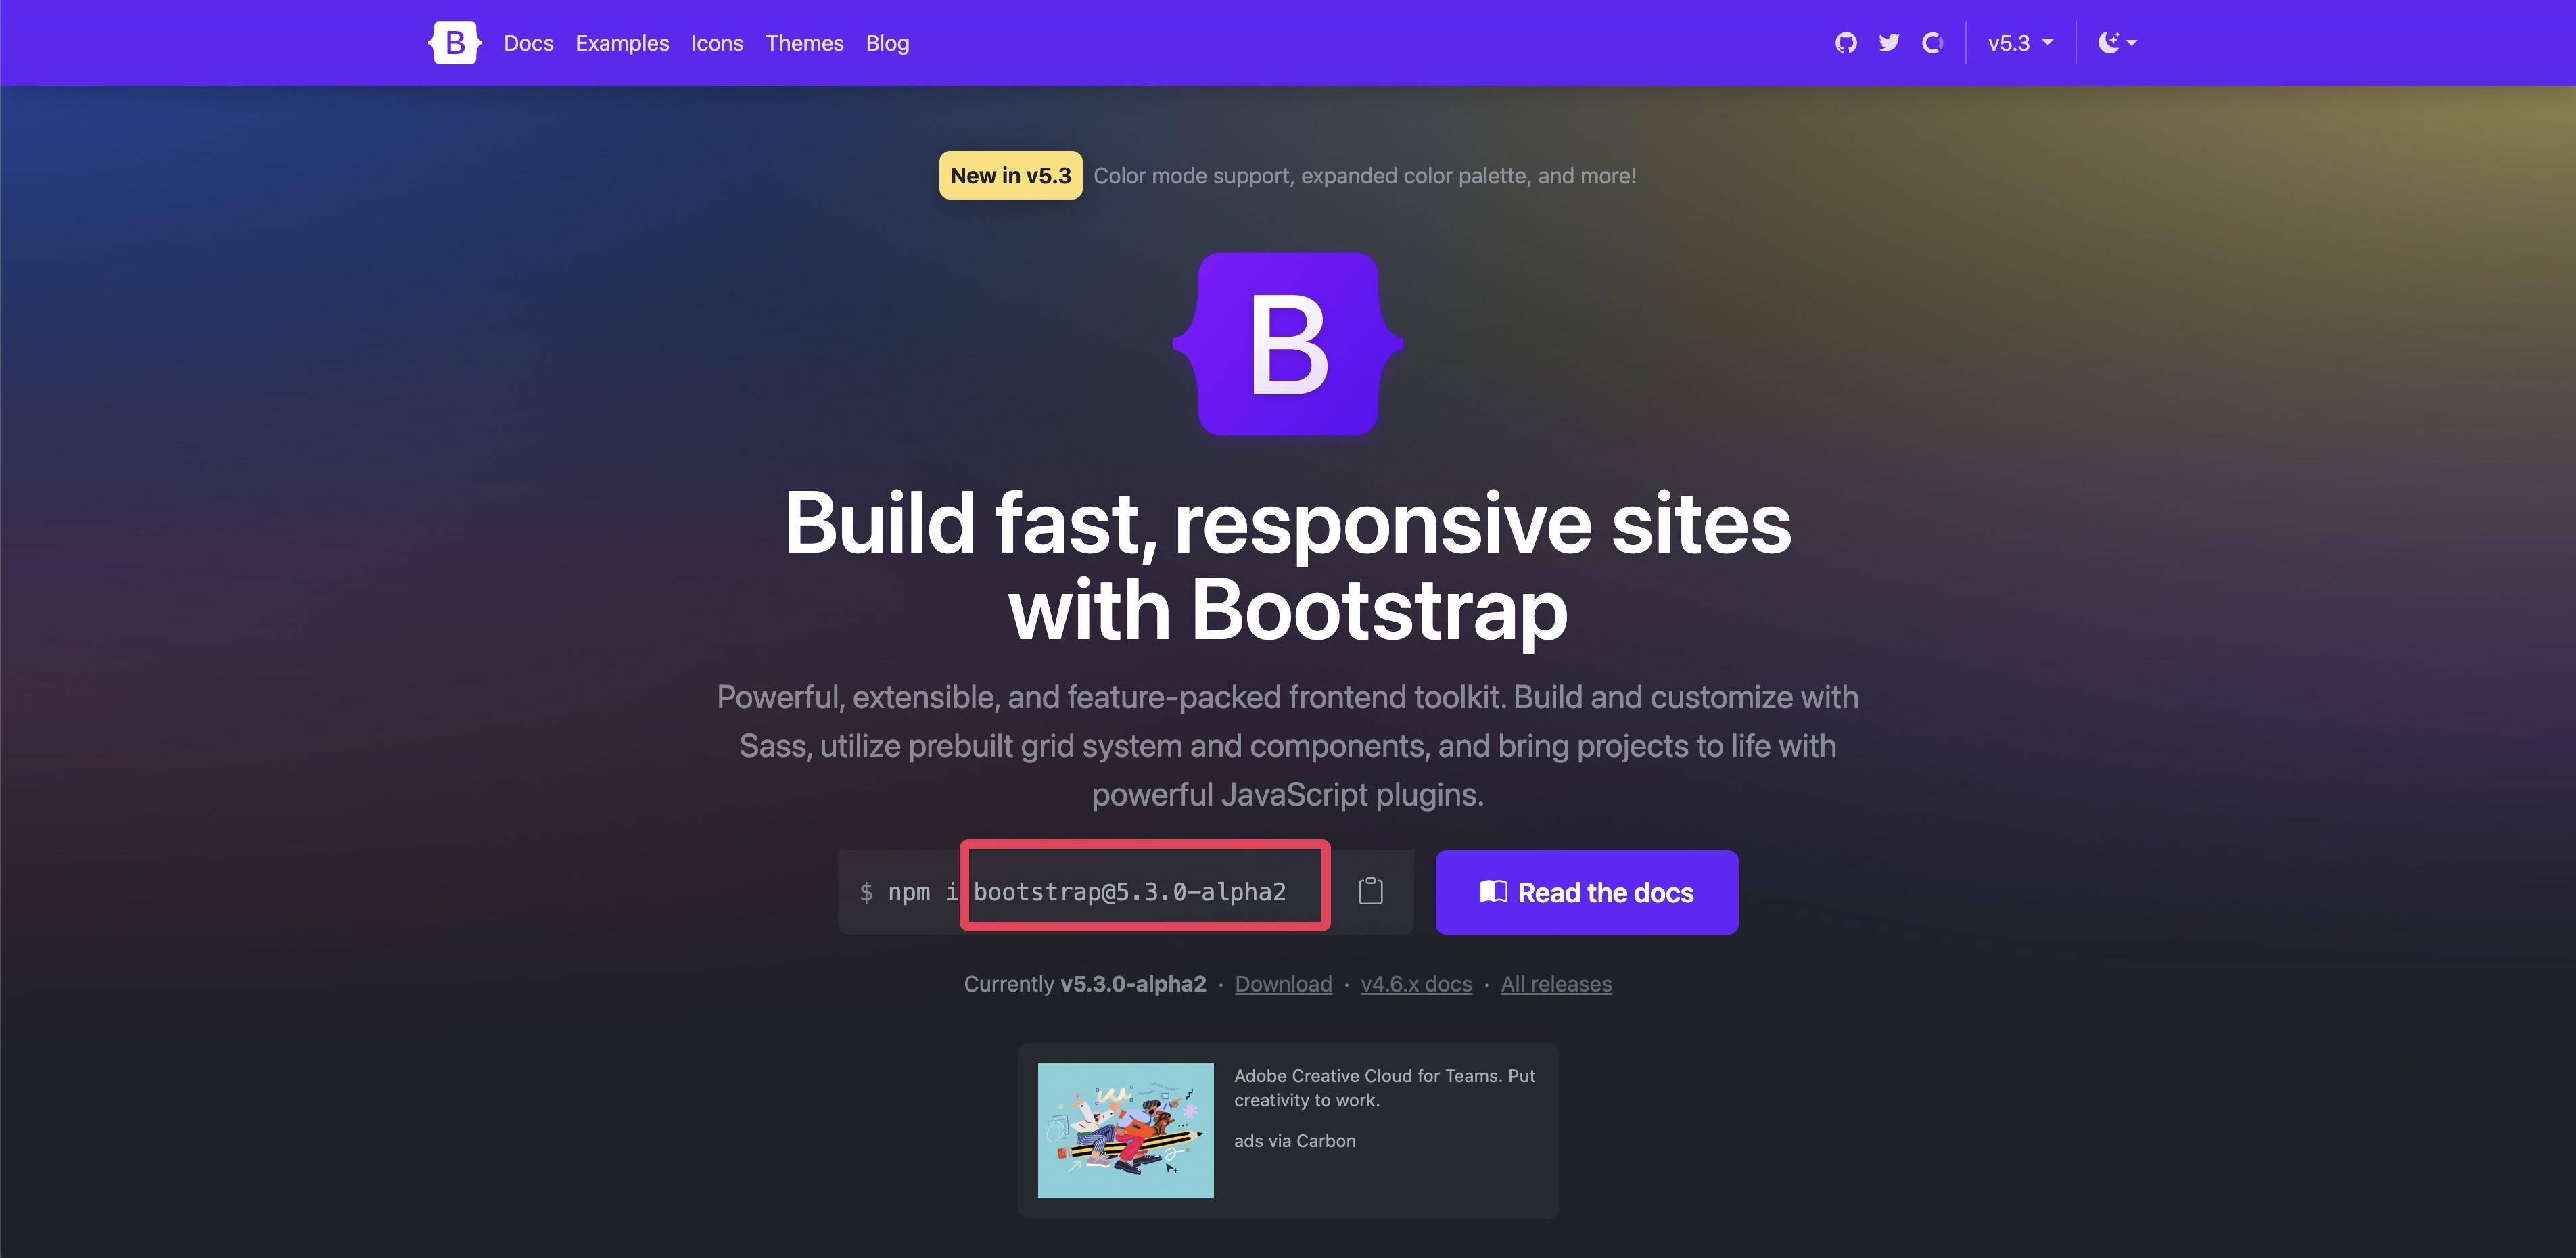 B Docs Examples Icons Themes Blog v5.3
New in v5.3 Color mode support, expanded color palette, and more!
B
Build fast, responsive sites
with Bootstrap
Powerful, extensible, and feature-packed frontend toolkit. Build and customize with
Sass, utilize prebuilt grid system and components, and bring projects to life with
powerful JavaScript plugins.
$ npm i bootstrap@5.3.0-alpha2 Read the docs
Currently v5.3.0-alpha2 · Download · v4.6.x docs · All releases
Adobe Creative Cloud for Teams. Put
creativity to work.
ads via Carbon